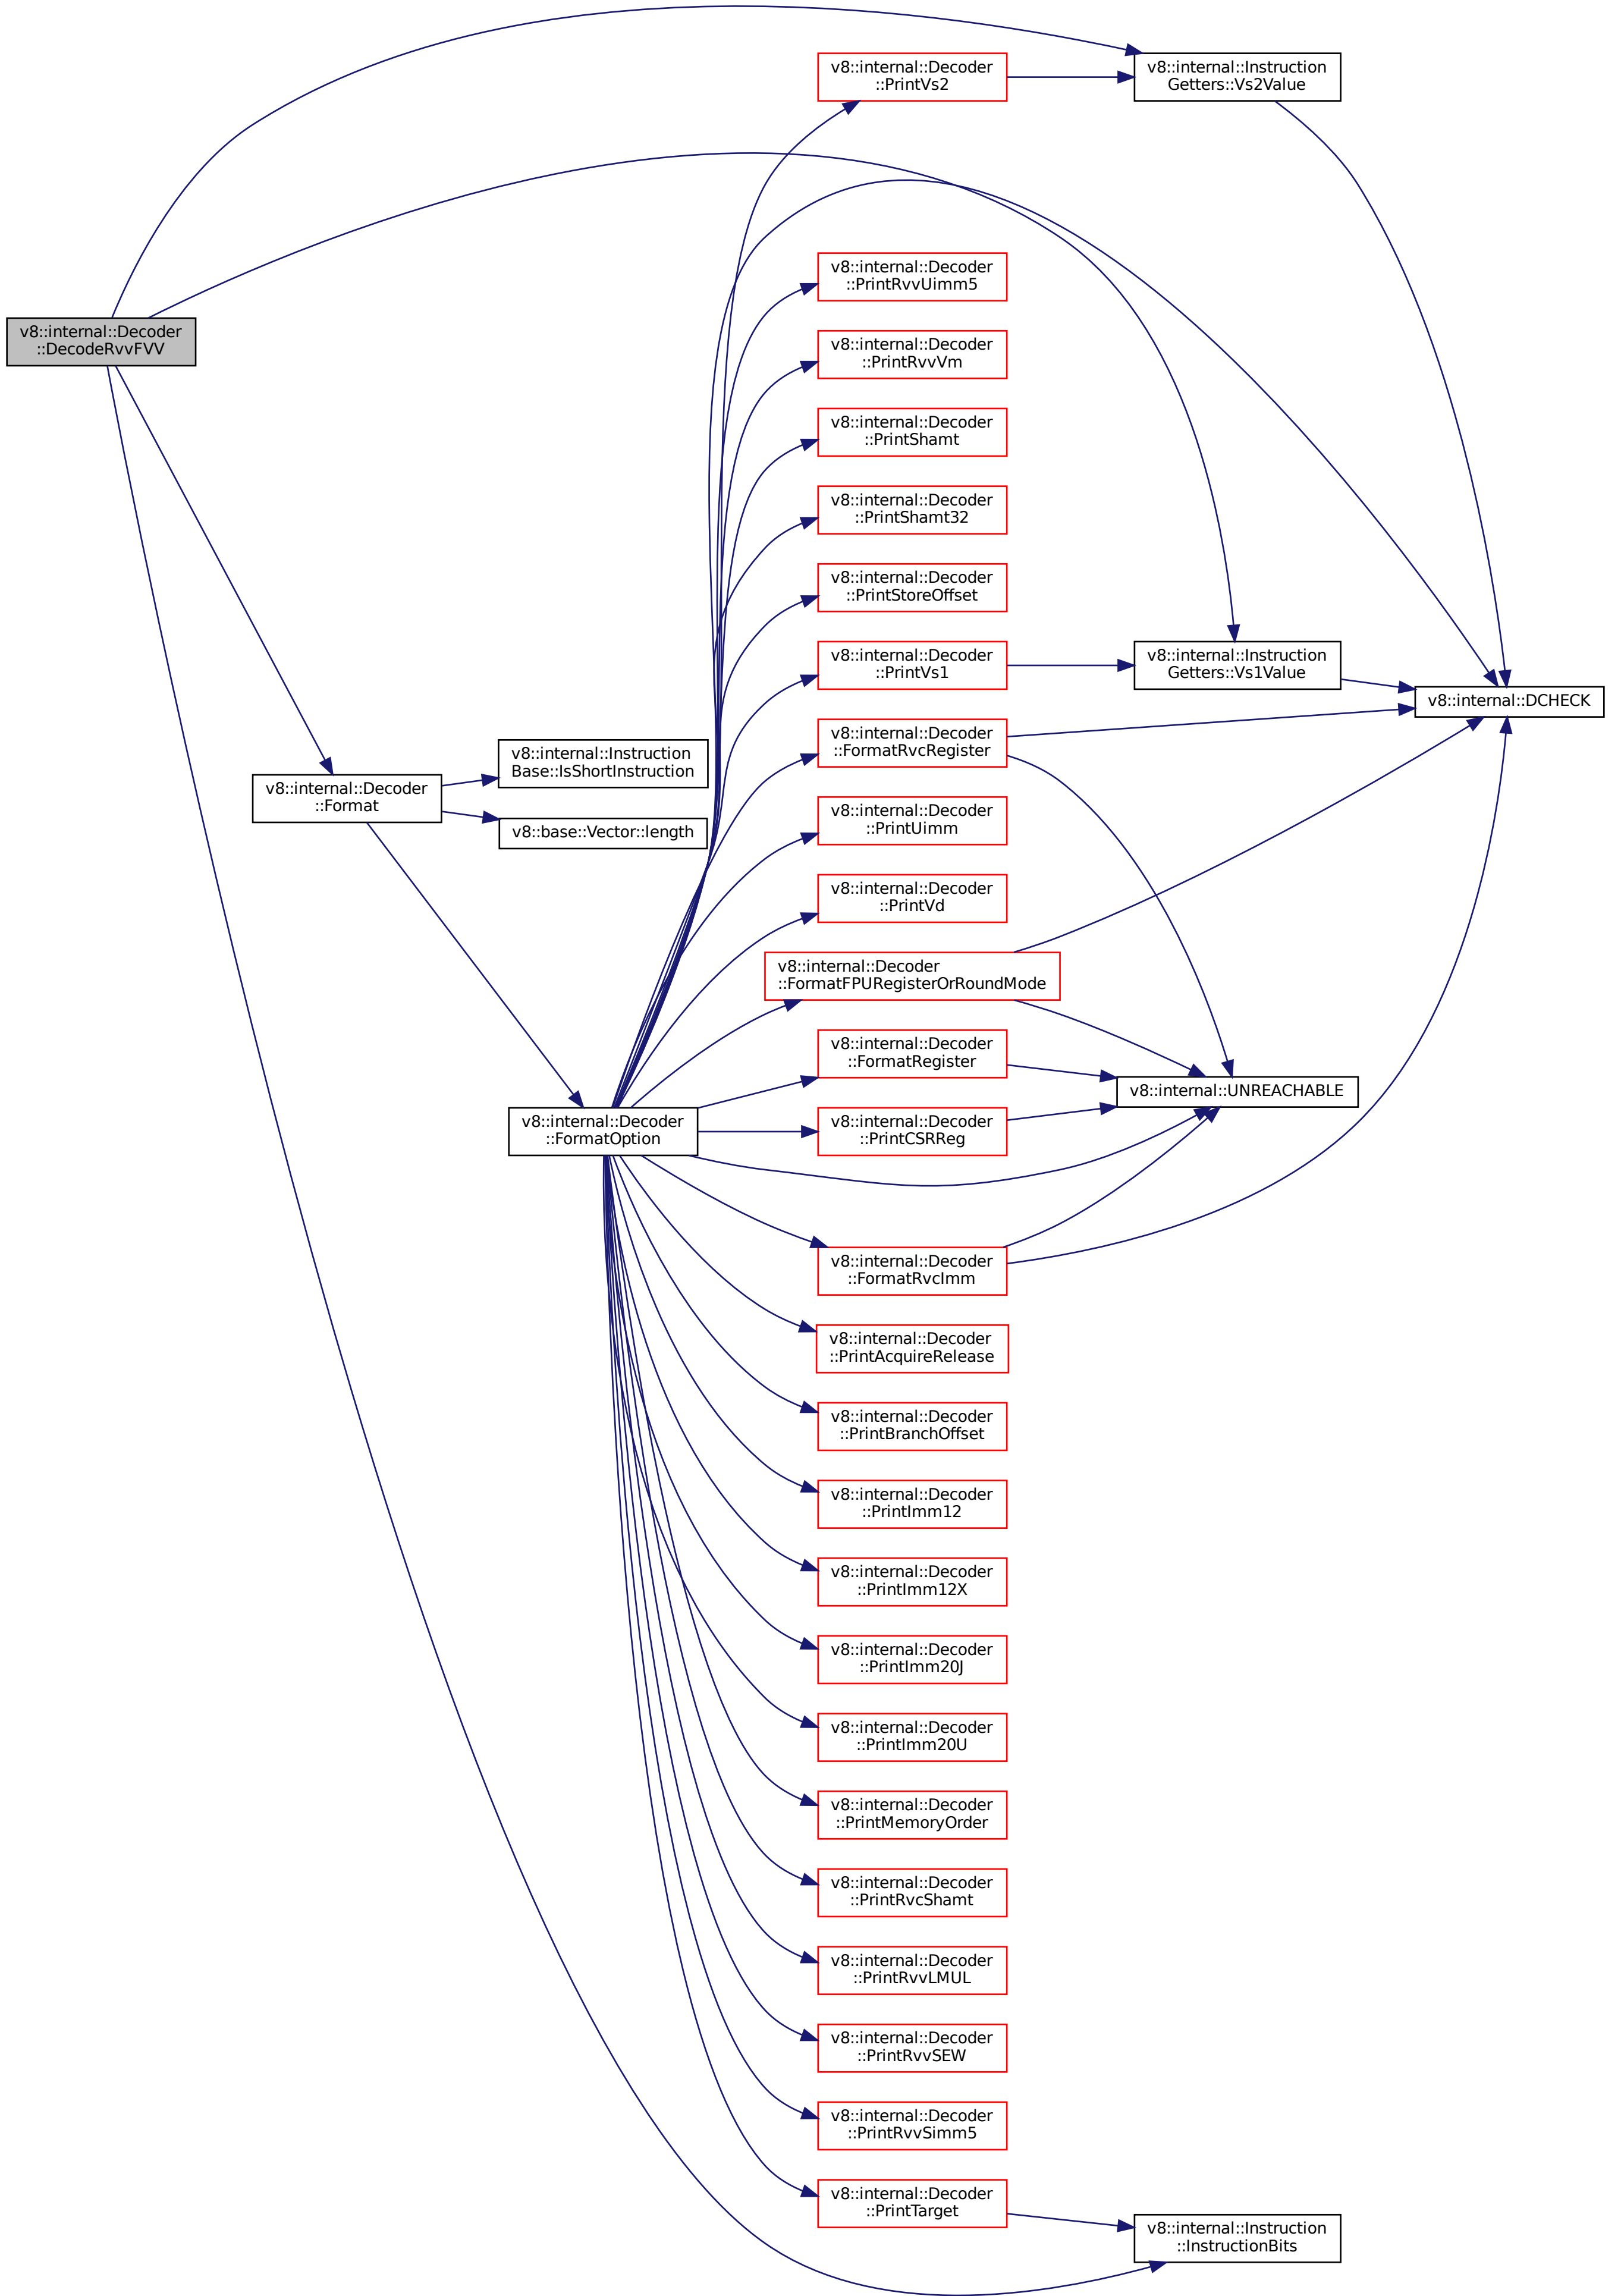 v8::internal::Decoder
::PrintVs2
v8::internal::Instruction
Getters::Vs2Value
v8::internal::Decoder
::PrintRvvUimm5
v8::internal::Decoder
::DecodeRvvFVV
v8::internal::Decoder
::PrintRvvVm
v8::internal::Decoder
::PrintShamt
v8::internal::Decoder
::PrintShamt32
v8::internal::Decoder
::PrintStoreOffset
v8::internal::Decoder
::PrintVs1
v8::internal::Instruction
Getters::Vs1Value
v8::internal::DCHECK
v8::internal::Decoder
::FormatRvcRegister
v8::internal::Instruction
Base::IsShortInstruction
v8::internal::Decoder
::Format
v8::base::Vector::length
v8::internal::Decoder
::PrintUimm
v8::internal::Decoder
::PrintVd
v8::internal::Decoder
::FormatFPURegisterOrRoundMode
v8::internal::Decoder
::FormatRegister
v8::internal::UNREACHABLE
v8::internal::Decoder
::FormatOption
v8::internal::Decoder
::PrintCSRReg
v8::internal::Decoder
::FormatRvcImm
v8::internal::Decoder
::PrintAcquireRelease
v8::internal::Decoder
::PrintBranchOffset
v8::internal::Decoder
::PrintImm12
v8::internal::Decoder
::PrintImm12X
v8::internal::Decoder
::PrintImm20J
v8::internal::Decoder
::PrintImm20U
v8::internal::Decoder
::PrintMemoryOrder
v8::internal::Decoder
::PrintRvcShamt
v8::internal::Decoder
::PrintRvvLMUL
v8::internal::Decoder
::PrintRvvSEW
v8::internal::Decoder
::PrintRvvSimm5
v8::internal::Decoder
::PrintTarget
v8::internal::Instruction
::InstructionBits